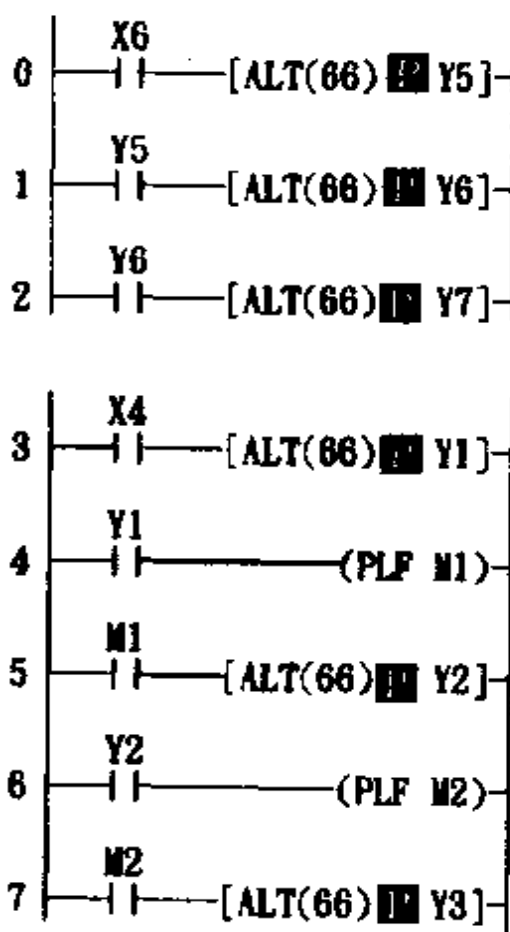 X6
0 [ALT(66) P Y5]
Y5
1 [ALT(66) P Y6]
Y6
2 [ALT(66) P Y7]
X4
3 [ALT(66) P Y1]
Y1
4 (PLF M1)
M1
5 [ALT(66) P Y2]
Y2
6 (PLF M2)
M2
7 [ALT(66) P Y3]